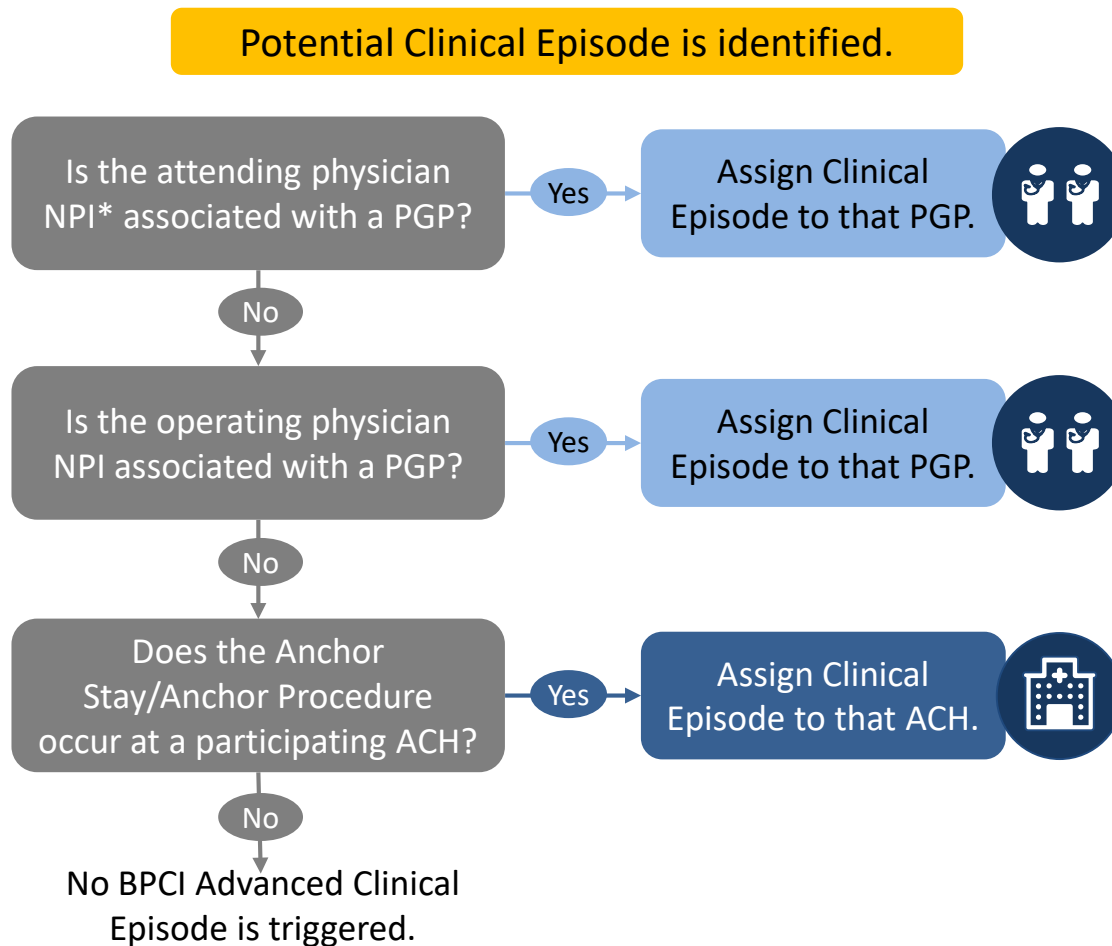 Potential Clinical Episode is identified.
Is the attending physician
NPI* associated with a PGP?
Yes
Assign Clinical
Episode to that PGP.
No
Is the operating physician
NPI associated with a PGP?
Yes
Assign Clinical
Episode to that PGP.
No
Does the Anchor
Stay/Anchor Procedure
occur at a participating ACH?
Yes
Assign Clinical
Episode to that ACH.
No
No BPCI Advanced Clinical
Episode is triggered.